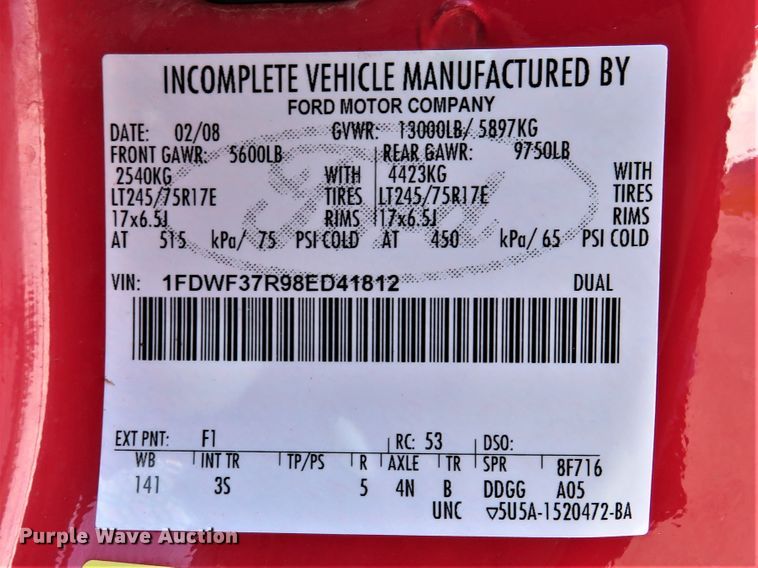 INCOMPLETE VEHICLE MANUFACTURED BY
FORD MOTOR COMPANY
DATE: 02/08 GVWR: 13000LB/ 5897KG
FRONT GAWR: 5600LB REAR GAWR: 9750LB
2540KG WITH 4423KG WITH
LT245/75R17E TIRES LT245/75R17E TIRES
17x6.5J RIMS 17x6.5J RIMS
AT 515 kPa/ 75 PSI COLD AT 450 kPa/ 65 PSI COLD
Ford
VIN: 1FDWF37R98ED41812 DUAL
EXT PNT: F1 RC: 53 DSO:
WB INT TR TP/PS R AXLE TR SPR 8F716
141 3S 5 4N B DDGG A05
UNC ▽5U5A-1520472-BA
Purple Wave Auction